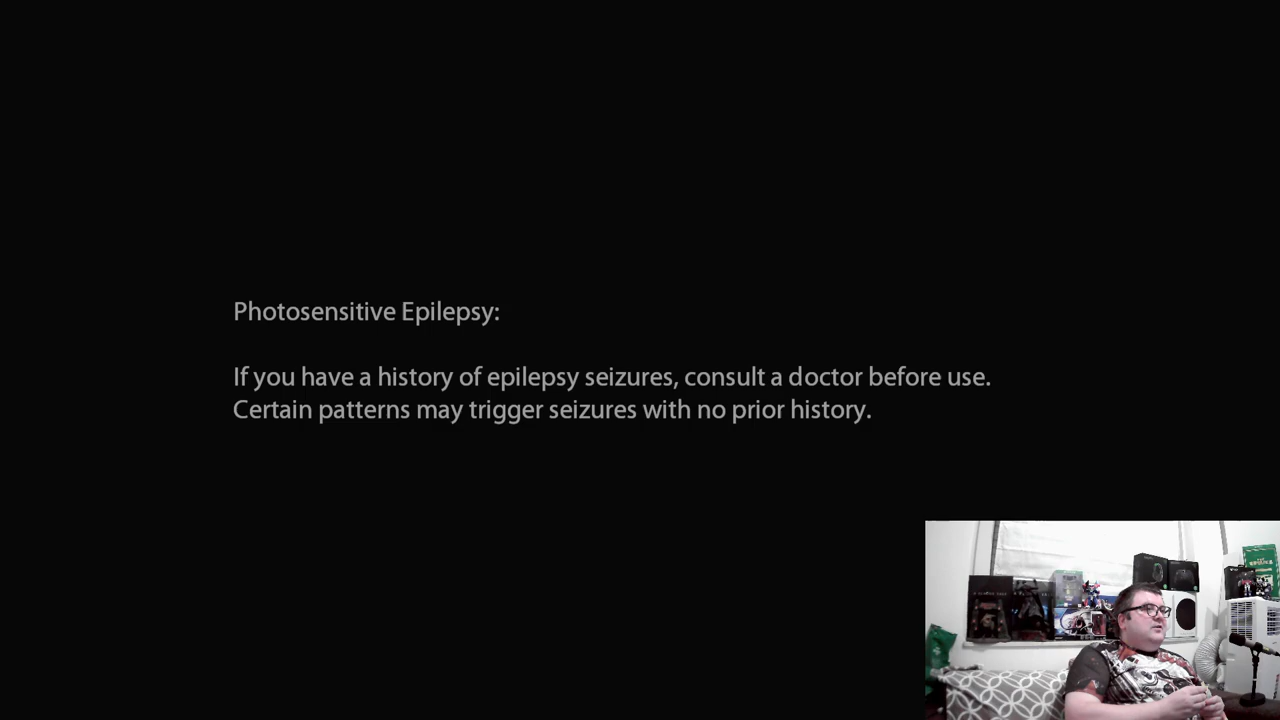 Photosensitive Epilepsy:
If you have a history of epilepsy seizures, consult a doctor before use.
Certain patterns may trigger seizures with no prior history.